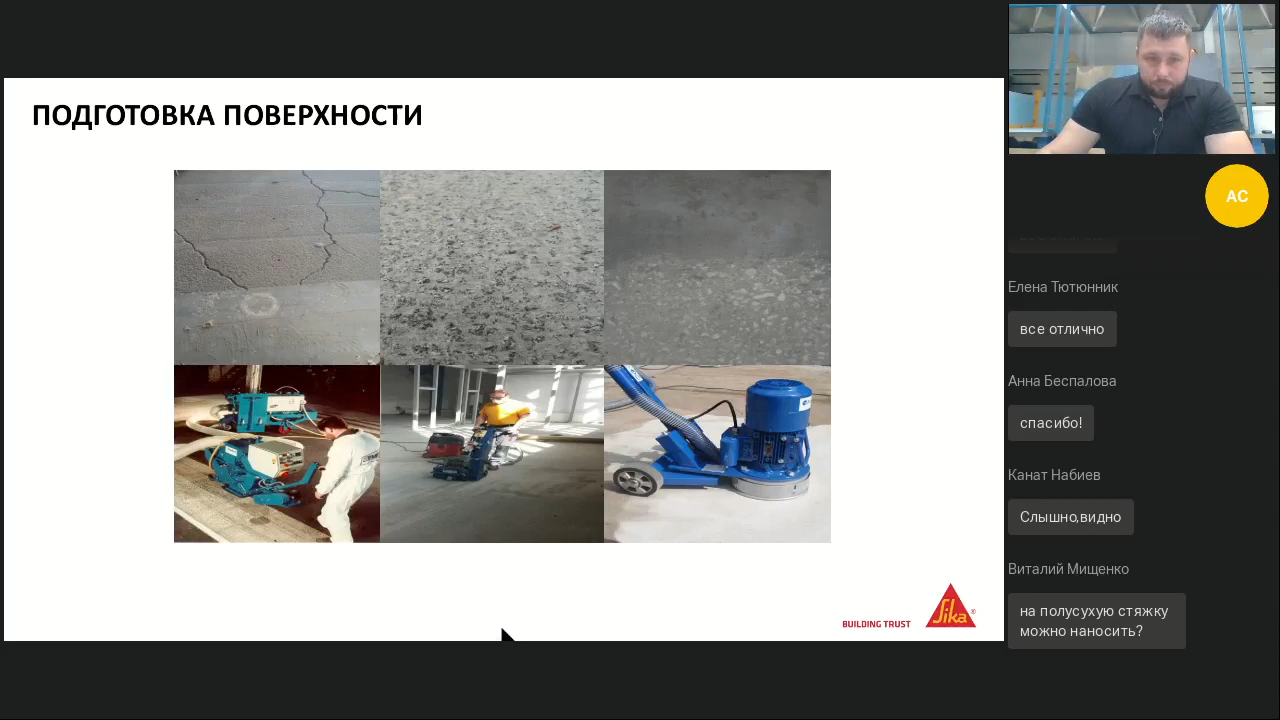 ПОДГОТОВКА ПОВЕРХНОСТИ
BUILDING TRUST
Sika®
АС
Елена Тютюнник
все отлично
Анна Беспалова
спасибо!
Канат Набиев
Слышно,видно
Виталий Мищенко
на полусухую стяжку
можно наносить?